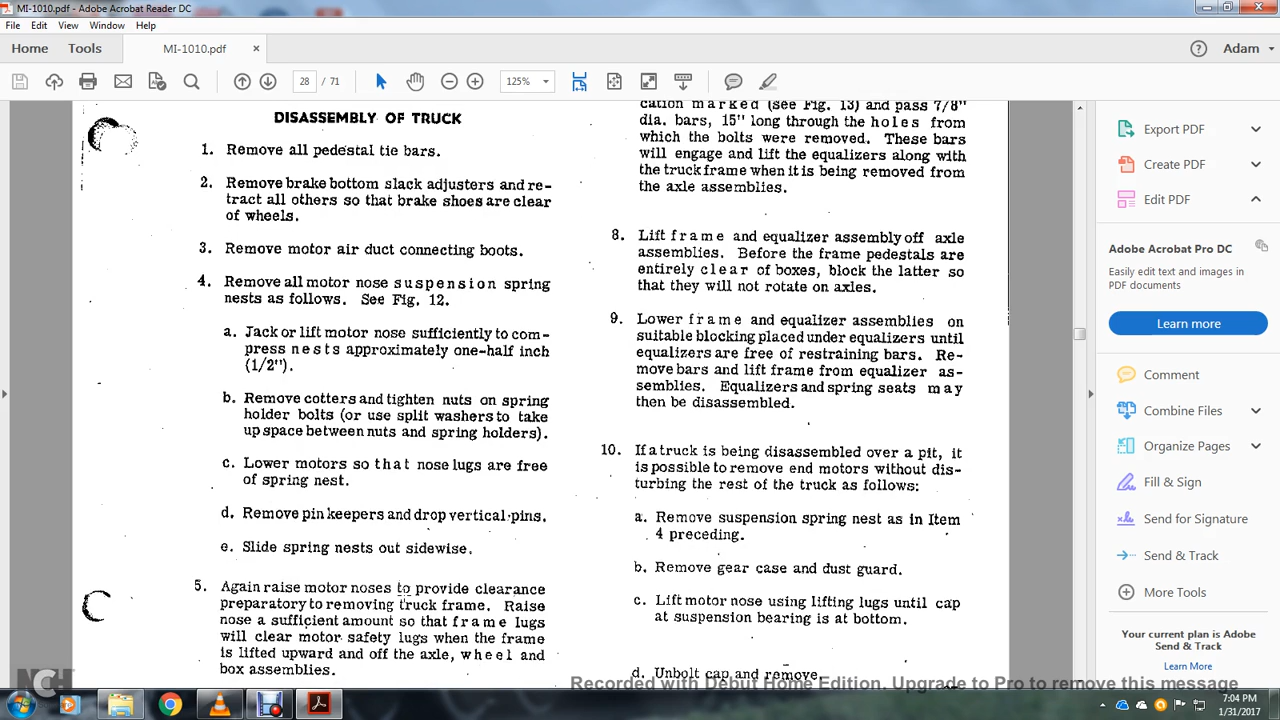 MI-1010.pdf - Adobe Acrobat Reader DC
File Edit View Window Help
Home Tools MI-1010.pdf × Adam
28 / 71 125%
DISASSEMBLY OF TRUCK
1. Remove all pedestal tie bars.
2. Remove brake bottom slack adjusters and re-
tract all others so that brake shoes are clear
of wheels.
3. Remove motor air duct connecting boots.
4. Remove all motor nose suspension spring
nests as follows. See Fig. 12.
a. Jack or lift motor nose sufficiently to com-
press nests approximately one-half inch
(1/2").
b. Remove cotters and tighten nuts on spring
holder bolts (or use split washers to take
up space between nuts and spring holders).
c. Lower motors so that nose lugs are free
of spring nest.
d. Remove pin keepers and drop vertical pins.
e. Slide spring nests out sidewise.
5. Again raise motor noses to provide clearance
preparatory to removing truck frame. Raise
nose a sufficient amount so that frame lugs
will clear motor safety lugs when the frame
is lifted upward and off the axle, wheel and
box assemblies.
cation marked (see Fig. 13) and pass 7/8"
dia. bars, 15" long through the holes from
which the bolts were removed. These bars
will engage and lift the equalizers along with
the truck frame when it is being removed from
the axle assemblies.
8. Lift frame and equalizer assembly off axle
assemblies. Before the frame pedestals are
entirely clear of boxes, block the latter so
that they will not rotate on axles.
9. Lower frame and equalizer assemblies on
suitable blocking placed under equalizers until
equalizers are free of restraining bars. Re-
move bars and lift frame from equalizer as-
semblies. Equalizers and spring seats may
then be disassembled.
10. If a truck is being disassembled over a pit, it
is possible to remove end motors without dis-
turbing the rest of the truck as follows:
a. Remove suspension spring nest as in Item
4 preceding.
b. Remove gear case and dust guard.
c. Lift motor nose using lifting lugs until cap
at suspension bearing is at bottom.
d. Unbolt cap and remove.
Export PDF
Create PDF
Edit PDF
Adobe Acrobat Pro DC
Easily edit text and images in
PDF documents
Learn more
Comment
Combine Files
Organize Pages
Fill & Sign
Send for Signature
Send & Track
More Tools
Your current plan is Adobe
Send & Track
Learn More
NCH
Recorded with Debut Home Edition. Upgrade to Pro to remove this message
7:04 PM
1/31/2017